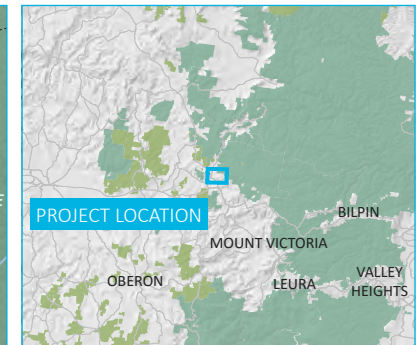 PROJECT LOCATION
BILPIN
MOUNT VICTORIA
OBERON
LEURA
VALLEY
HEIGHTS